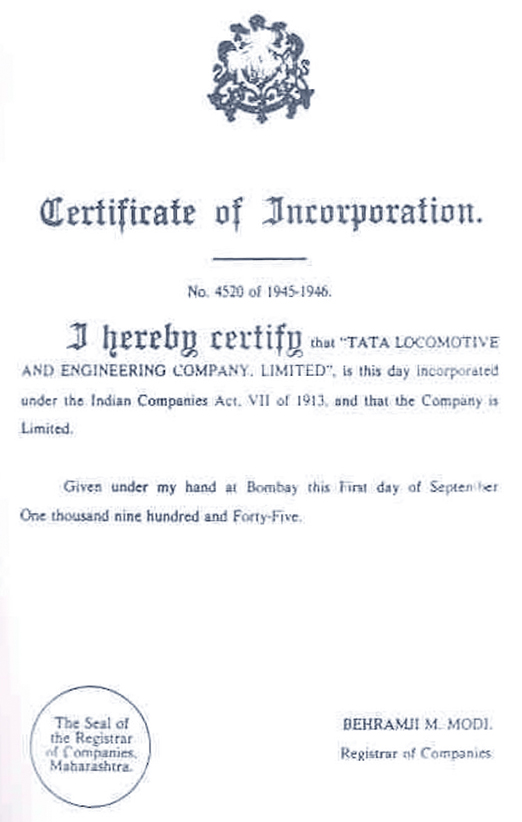 Certificate of Incorporation.
No. 4520 of 1945-1946.
I hereby certify that "TATA LOCOMOTIVE
AND ENGINEERING COMPANY, LIMITED", is this day incorporated
under the Indian Companies Act, VII of 1913, and that the Company is
Limited.
Given under my hand at Bombay this First day of September
One thousand nine hundred and Forty-Five.
The Seal of
the Registrar
of Companies,
Maharashtra.
BEHRAMJI M. MODI.
Registrar of Companies